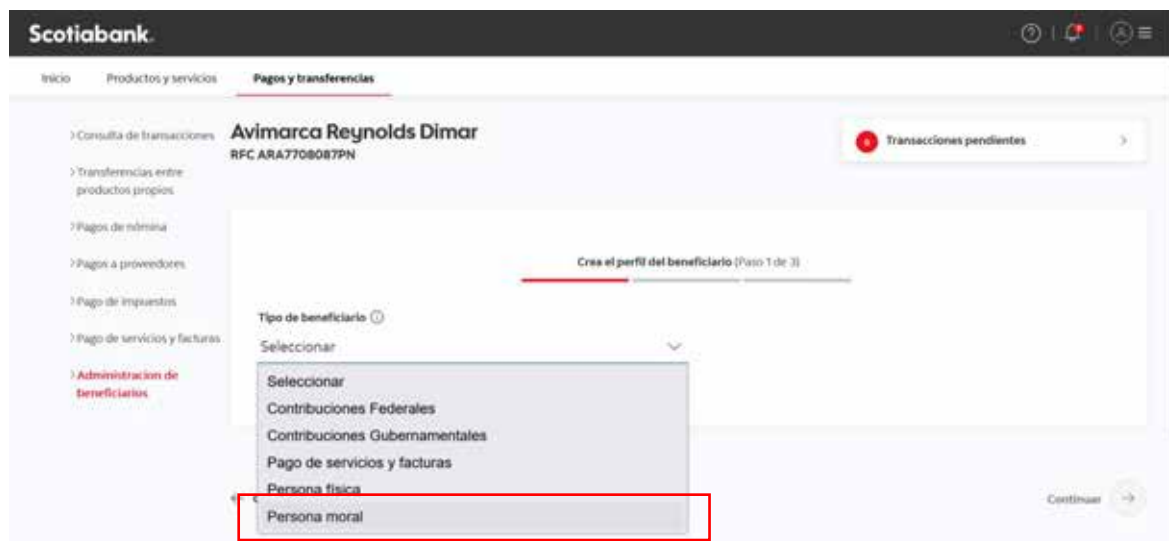 Scotiabank.
Inicio Productos y servicios Pagos y transferencias
Avimarca Reynolds Dimar
RFC ARA7708087PN
Transacciones pendientes
› Consulta de transacciones
› Transferencias entre
productos propios
› Pagos de nómina
› Pagos a proveedores
› Pago de impuestos
› Pago de servicios y facturas
› Administracion de
beneficiarios
Crea el perfil del beneficiario (Paso 1 de 3)
Tipo de beneficiario
Seleccionar
Seleccionar
Contribuciones Federales
Contribuciones Gubernamentales
Pago de servicios y facturas
Persona física
Persona moral
Continuar